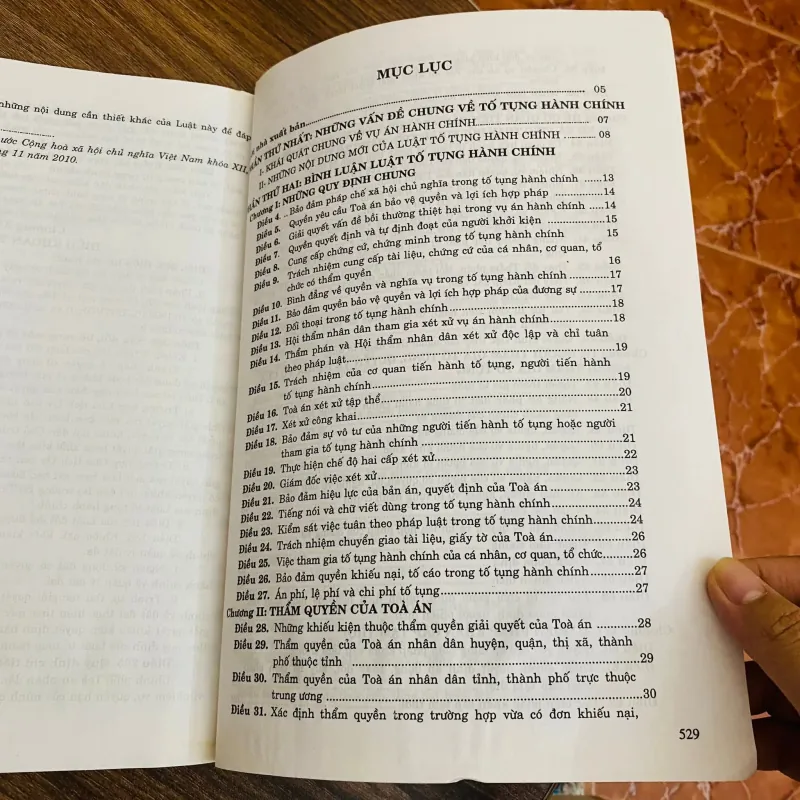 những nội dung cần thiết khác của Luật này để đáp
nước Cộng hoà xã hội chủ nghĩa Việt Nam khóa XII,
11 năm 2010.
MỤC LỤC
nhà xuất bản.......... 05
PHẦN THỨ NHẤT: NHỮNG VẤN ĐỀ CHUNG VỀ TỐ TỤNG HÀNH CHÍNH
I- KHÁI QUÁT CHUNG VỀ VỤ ÁN HÀNH CHÍNH.......... 07
II- NHỮNG NỘI DUNG MỚI CỦA LUẬT TỐ TỤNG HÀNH CHÍNH .......... 08
PHẦN THỨ HAI: BÌNH LUẬN LUẬT TỐ TỤNG HÀNH CHÍNH
Chương I: NHỮNG QUY ĐỊNH CHUNG
Điều 4. .. Bảo đảm pháp chế xã hội chủ nghĩa trong tố tụng hành chính ......13
Điều 5. Quyền yêu cầu Toà án bảo vệ quyền và lợi ích hợp pháp ..........14
Điều 6. Giải quyết vấn đề bồi thường thiệt hại trong vụ án hành chính .....14
Điều 7. Quyền quyết định và tự định đoạt của người khởi kiện ..........15
Điều 8. Cung cấp chứng cứ, chứng minh trong tố tụng hành chính 15
Điều 9. Trách nhiệm cung cấp tài liệu, chứng cứ của cá nhân, cơ quan, tổ
chức có thẩm quyền 16
Điều 10. Bình đẳng về quyền và nghĩa vụ trong tố tụng hành chính ..........17
Điều 11. Bảo đảm quyền bảo vệ quyền và lợi ích hợp pháp của đương sự ........17
Điều 12. Đối thoại trong tố tụng hành chính..........18
Điều 13. Hội thẩm nhân dân tham gia xét xử vụ án hành chính..........18
Điều 14. Thẩm phán và Hội thẩm nhân dân xét xử độc lập và chỉ tuân
theo pháp luật..........19
Điều 15. Trách nhiệm của cơ quan tiến hành tố tụng, người tiến hành
tố tụng hành chính..........19
Điều 16. Toà án xét xử tập thể..........20
Điều 17. Xét xử công khai..........21
Điều 18. Bảo đảm sự vô tư của những người tiến hành tố tụng hoặc người
tham gia tố tụng hành chính ..........21
Điều 19. Thực hiện chế độ hai cấp xét xử..........22
Điều 20. Giám đốc việc xét xử..........23
Điều 21. Bảo đảm hiệu lực của bản án, quyết định của Toà án ..........23
Điều 22. Tiếng nói và chữ viết dùng trong tố tụng hành chính..........24
Điều 23. Kiểm sát việc tuân theo pháp luật trong tố tụng hành chính..........24
Điều 24. Trách nhiệm chuyển giao tài liệu, giấy tờ của Toà án..........26
Điều 25. Việc tham gia tố tụng hành chính của cá nhân, cơ quan, tổ chức...26
Điều 26. Bảo đảm quyền khiếu nại, tố cáo trong tố tụng hành chính..........27
Điều 27. Án phí, lệ phí và chi phí tố tụng..........27
Chương II: THẨM QUYỀN CỦA TOÀ ÁN
Điều 28. Những khiếu kiện thuộc thẩm quyền giải quyết của Toà án ..........28
Điều 29. Thẩm quyền của Toà án nhân dân huyện, quận, thị xã, thành
phố thuộc tỉnh ..........29
Điều 30. Thẩm quyền của Toà án nhân dân tỉnh, thành phố trực thuộc
trung ương ..........30
Điều 31. Xác định thẩm quyền trong trường hợp vừa có đơn khiếu nại,
529